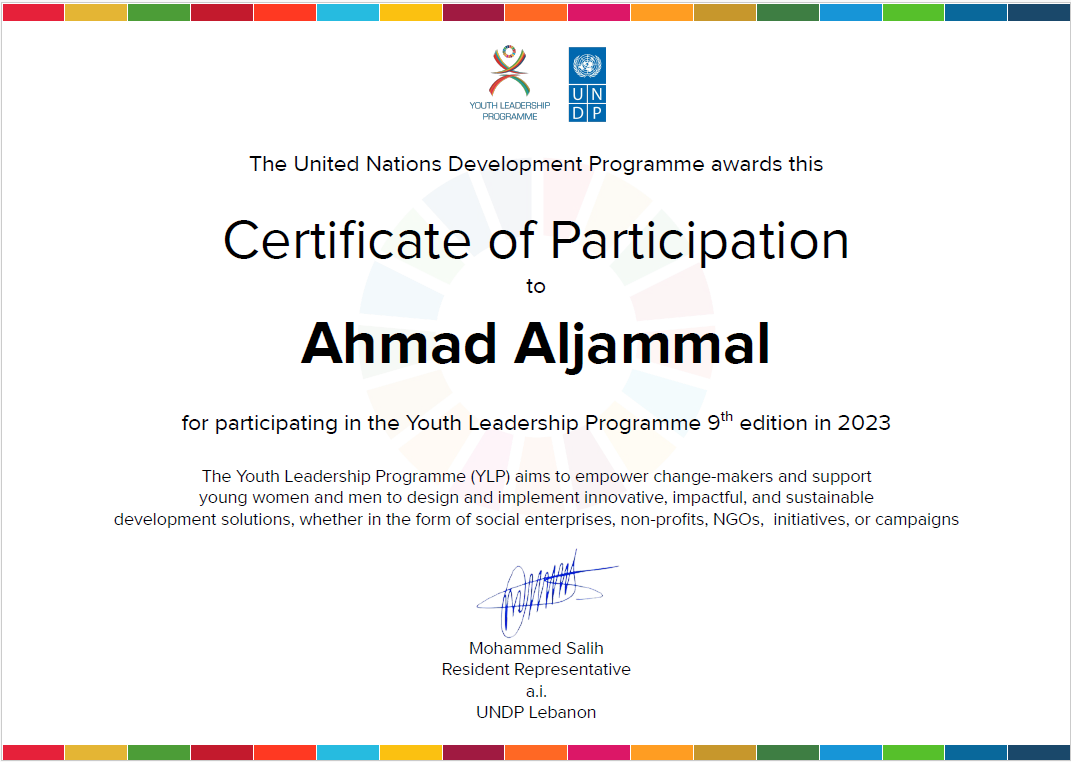 YOUTH LEADERSHIP
PROGRAMME
U N
D P
The United Nations Development Programme awards this
Certificate of Participation
to
Ahmad Aljammal
for participating in the Youth Leadership Programme 9th edition in 2023
The Youth Leadership Programme (YLP) aims to empower change-makers and support
young women and men to design and implement innovative, impactful, and sustainable
development solutions, whether in the form of social enterprises, non-profits, NGOs, initiatives, or campaigns
Mohammed Salih
Resident Representative
a.i.
UNDP Lebanon